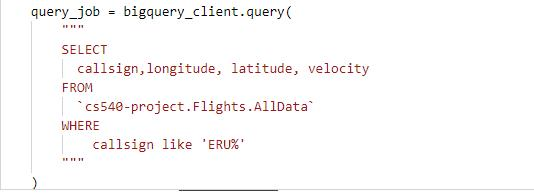 query_job = bigquery_client.query(
"""
SELECT
callsign,longitude, latitude, velocity
FROM
`cs540-project.Flights.AllData`
WHERE
callsign like 'ERU%'
"""
)